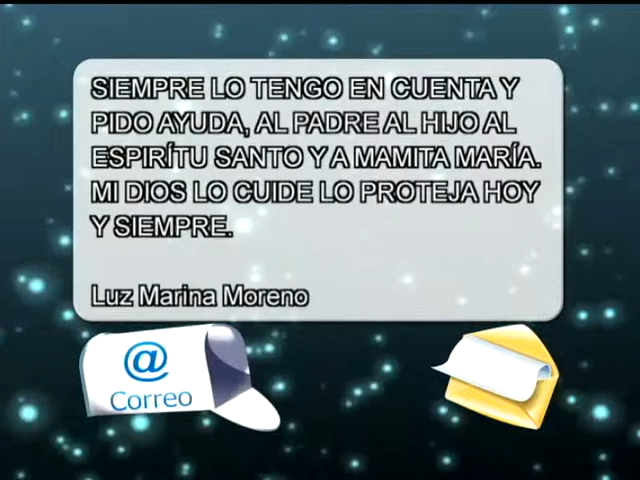 SIEMPRE LO TENGO EN CUENTA Y
PIDO AYUDA, AL PADRE AL HIJO AL
ESPIRÍTU SANTO Y A MAMITA MARÍA.
MI DIOS LO CUIDE LO PROTEJA HOY
Y SIEMPRE.
Luz Marina Moreno
@
Correo